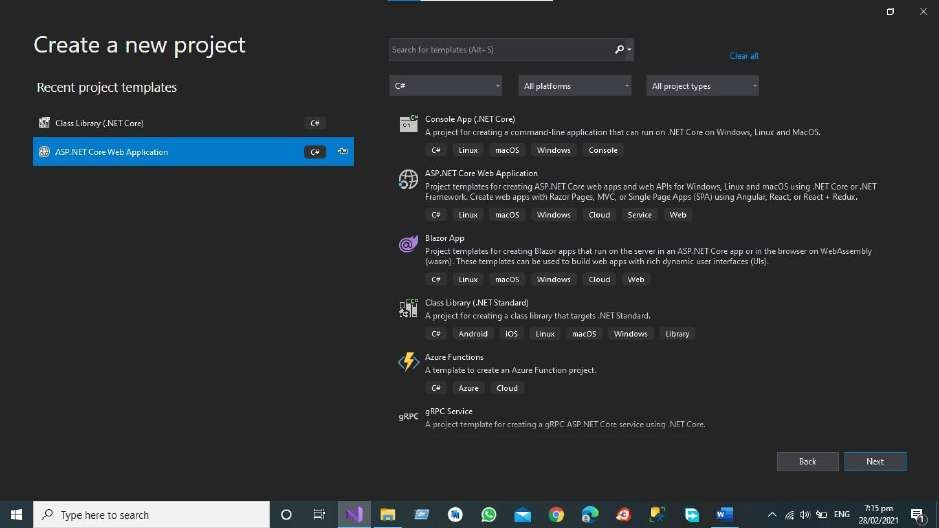 Create a new project
Recent project templates
Class Library (.NET Core) C#
ASP.NET Core Web Application C#
Search for templates (Alt+S)
Clear all
C# All platforms All project types
Console App (.NET Core)
A project for creating a command-line application that can run on .NET Core on Windows, Linux and MacOS.
C# Linux macOS Windows Console
ASP.NET Core Web Application
Project templates for creating ASP.NET Core web apps and web APIs for Windows, Linux and macOS using .NET Core or .NET
Framework. Create web apps with Razor Pages, MVC, or Single Page Apps (SPA) using Angular, React, or React + Redux.
C# Linux macOS Windows Cloud Service Web
Blazor App
Project templates for creating Blazor apps that run on the server in an ASP.NET Core app or in the browser on WebAssembly
(wasm). These templates can be used to build web apps with rich dynamic user interfaces (UIs).
C# Linux macOS Windows Cloud Web
Class Library (.NET Standard)
A project for creating a class library that targets .NET Standard.
C# Android iOS Linux macOS Windows Library
Azure Functions
A template to create an Azure Function project.
C# Azure Cloud
gRPC gRPC Service
A project template for creating a gRPC ASP.NET Core service using .NET Core.
Back Next
Type here to search
ENG
7:15 pm
28/02/2021